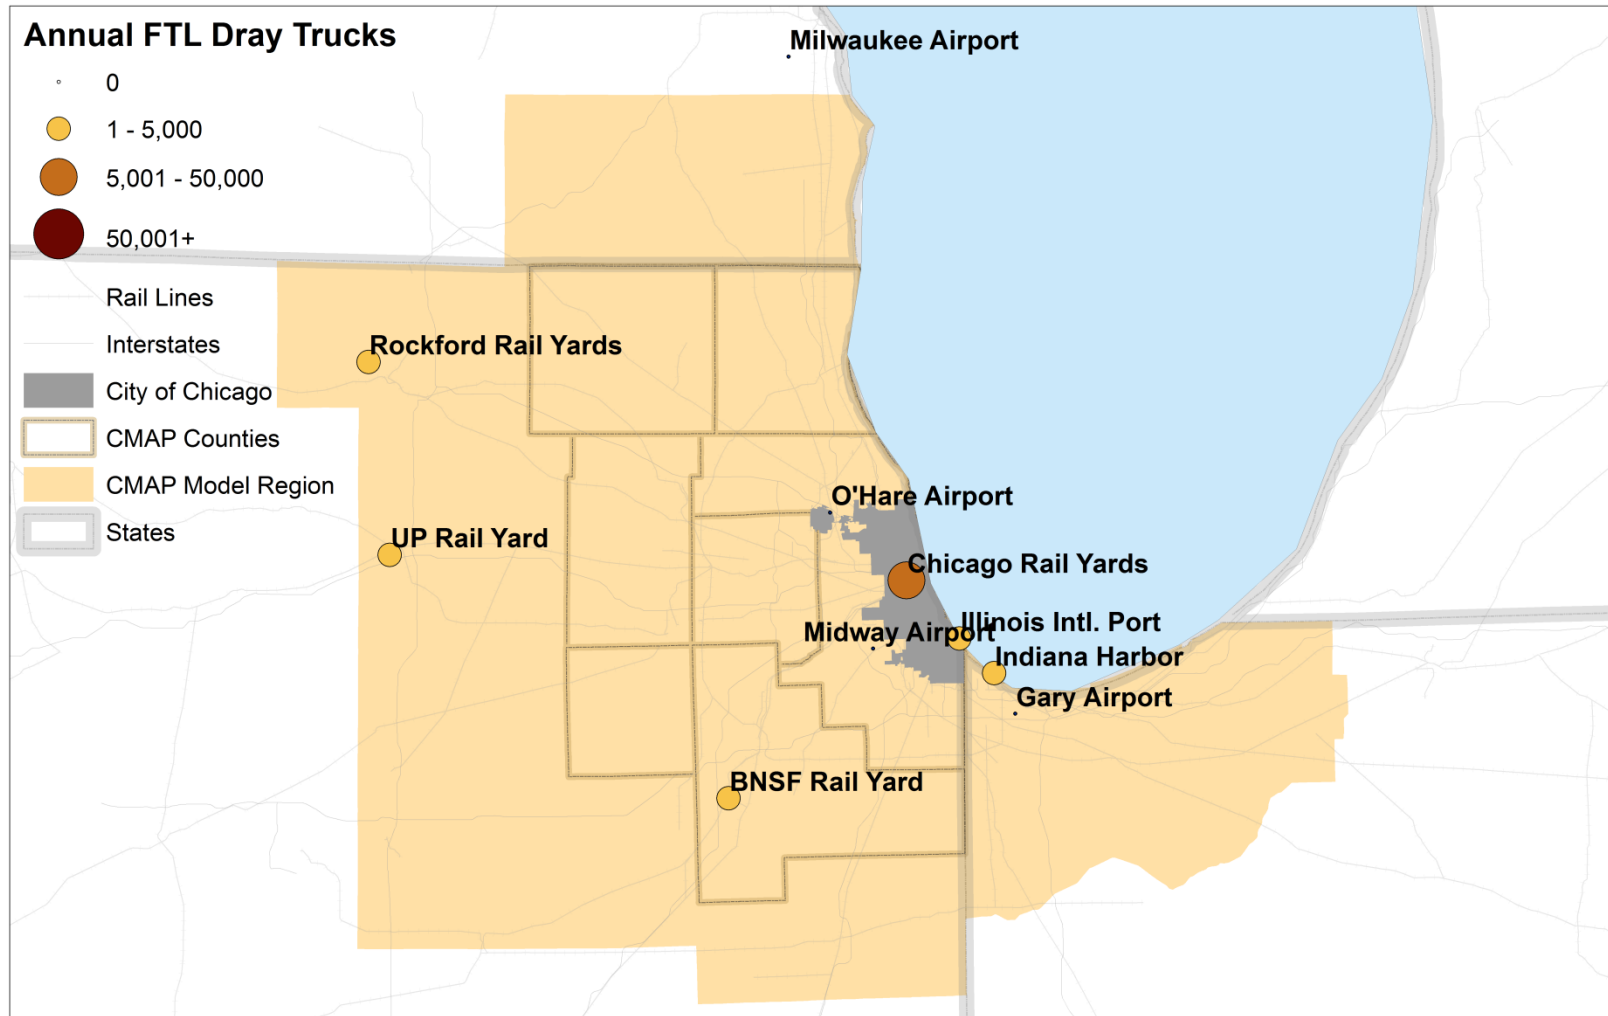 Annual FTL Dray Trucks
0
1 - 5,000
5,001 - 50,000
50,001+
Rail Lines
Interstates
City of Chicago
CMAP Counties
CMAP Model Region
States
Milwaukee Airport
Rockford Rail Yards
O'Hare Airport
UP Rail Yard
Chicago Rail Yards
Illinois Intl. Port
Midway Airport
Indiana Harbor
Gary Airport
BNSF Rail Yard